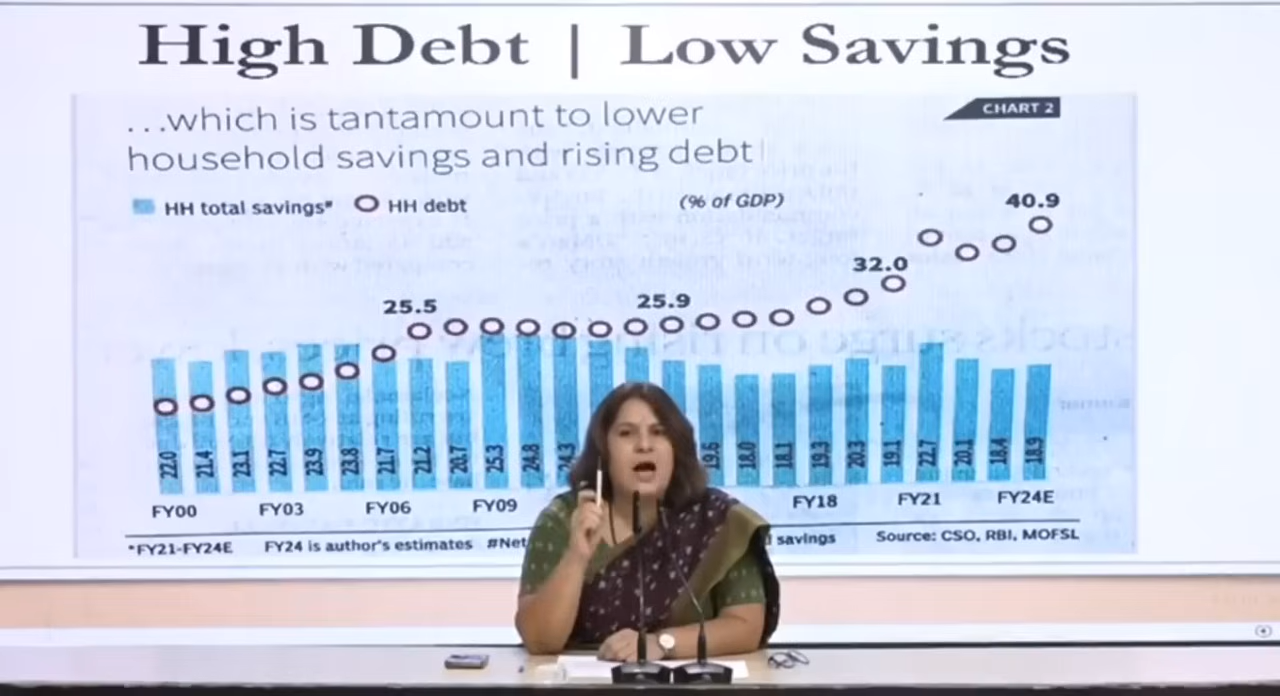 High Debt | Low Savings
...which is tantamount to lower
household savings and rising debt
CHART 2
HH total savings# HH debt (% of GDP)
40.9
32.0
25.5
25.9
22.0 21.4 23.1 22.7 23.9 23.8 21.7 21.2 20.7 25.3 24.8 24.3 19.6 18.0 18.1 19.3 20.3 19.1 22.7 20.1 18.4 18.9
FY00 FY03 FY06 FY09 FY18 FY21 FY24E
*FY21-FY24E FY24 is author's estimates #Net savings Source: CSO, RBI, MOFSL